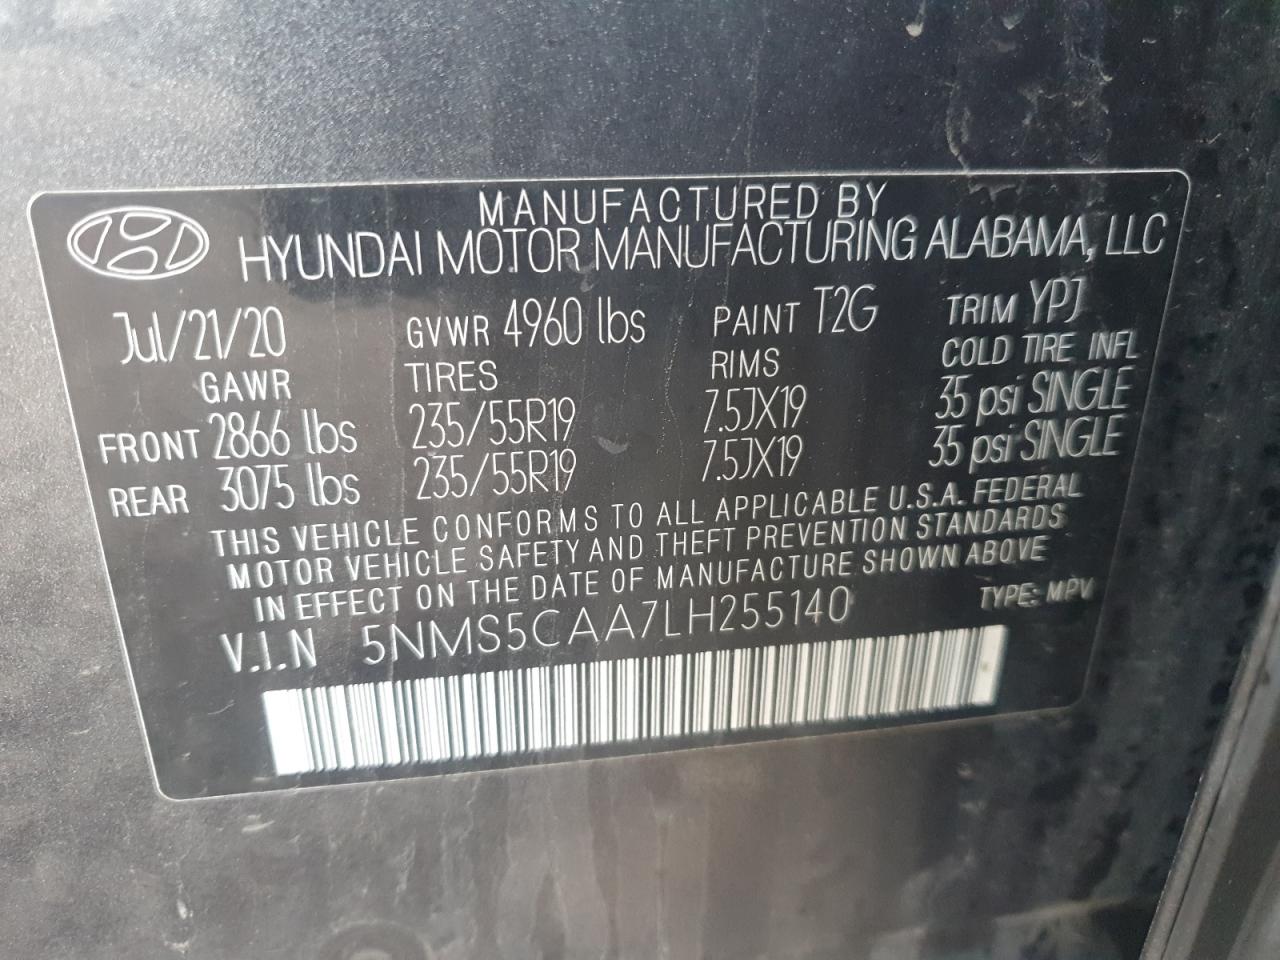 MANUFACTURED BY
HYUNDAI MOTOR MANUFACTURING ALABAMA, LLC
Jul/21/20 GVWR 4960 lbs PAINT T2G TRIM YPJ
GAWR TIRES RIMS COLD TIRE INFL
FRONT 2866 lbs 235/55R19 7.5JX19 35 psi SINGLE
REAR 3075 lbs 235/55R19 7.5JX19 35 psi SINGLE
THIS VEHICLE CONFORMS TO ALL APPLICABLE U.S.A. FEDERAL
MOTOR VEHICLE SAFETY AND THEFT PREVENTION STANDARDS
IN EFFECT ON THE DATE OF MANUFACTURE SHOWN ABOVE
V.I.N 5NMS5CAA7LH255140 TYPE: MPV